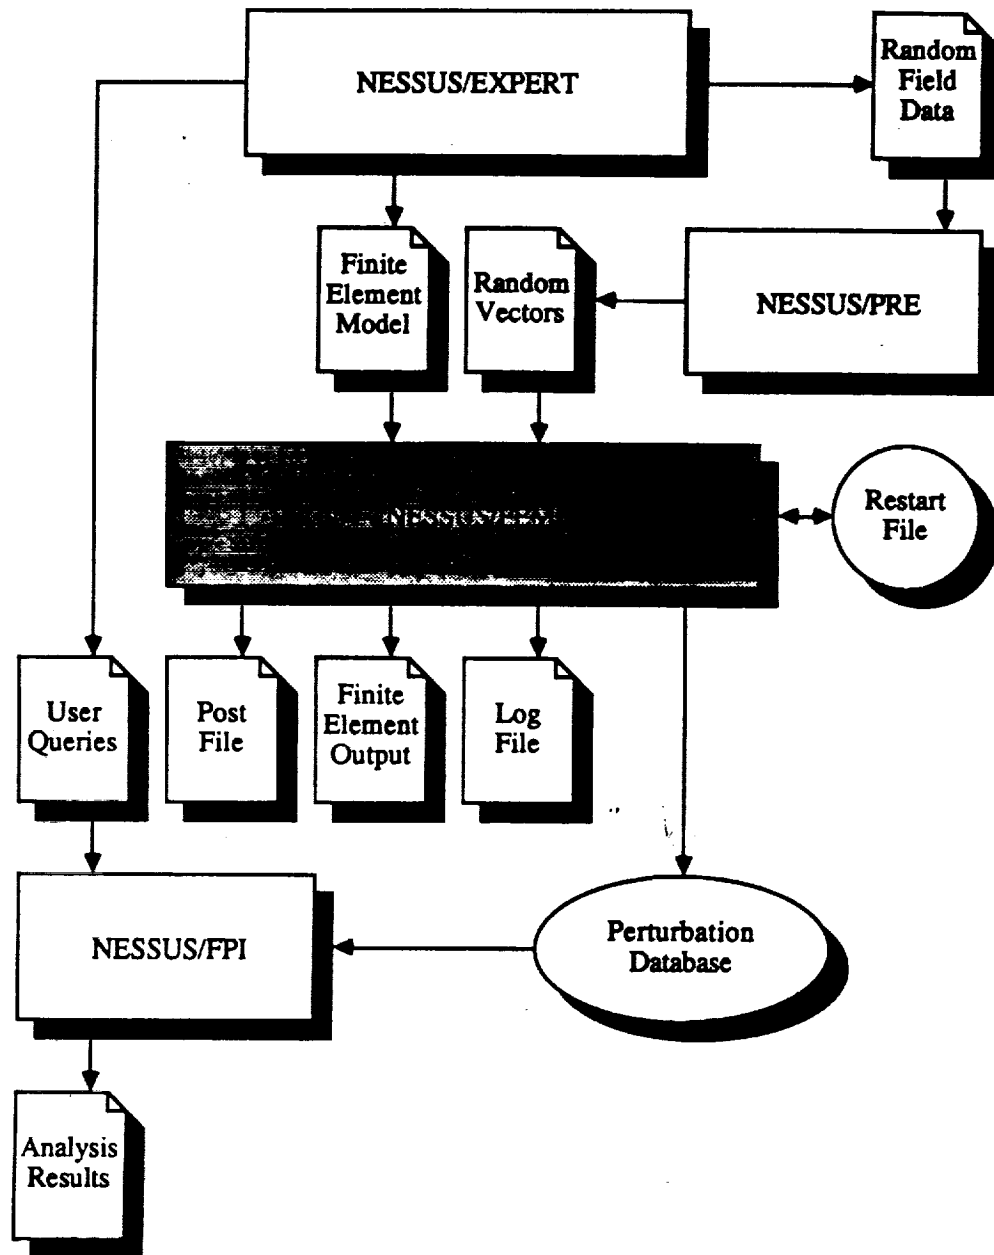 NESSUS/EXPERT
Random
Field
Data
Finite
Element
Model
Random
Vectors
NESSUS/PRE
Restart
File
User
Queries
Post
File
Finite
Element
Output
Log
File
NESSUS/FPI
Perturbation
Database
Analysis
Results